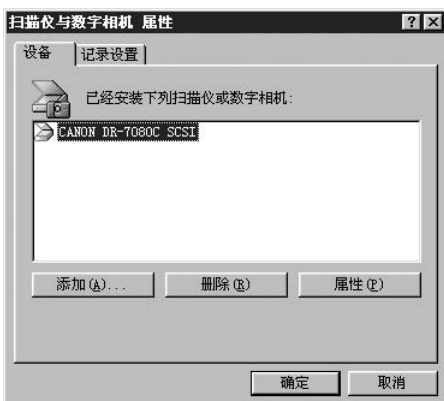 扫描仪与数字相机 属性
设备
记录设置
已经安装下列扫描仪或数字相机:
CANON DR-7080C SCSI
添加(A)...
删除(R)
属性(P)
确定
取消